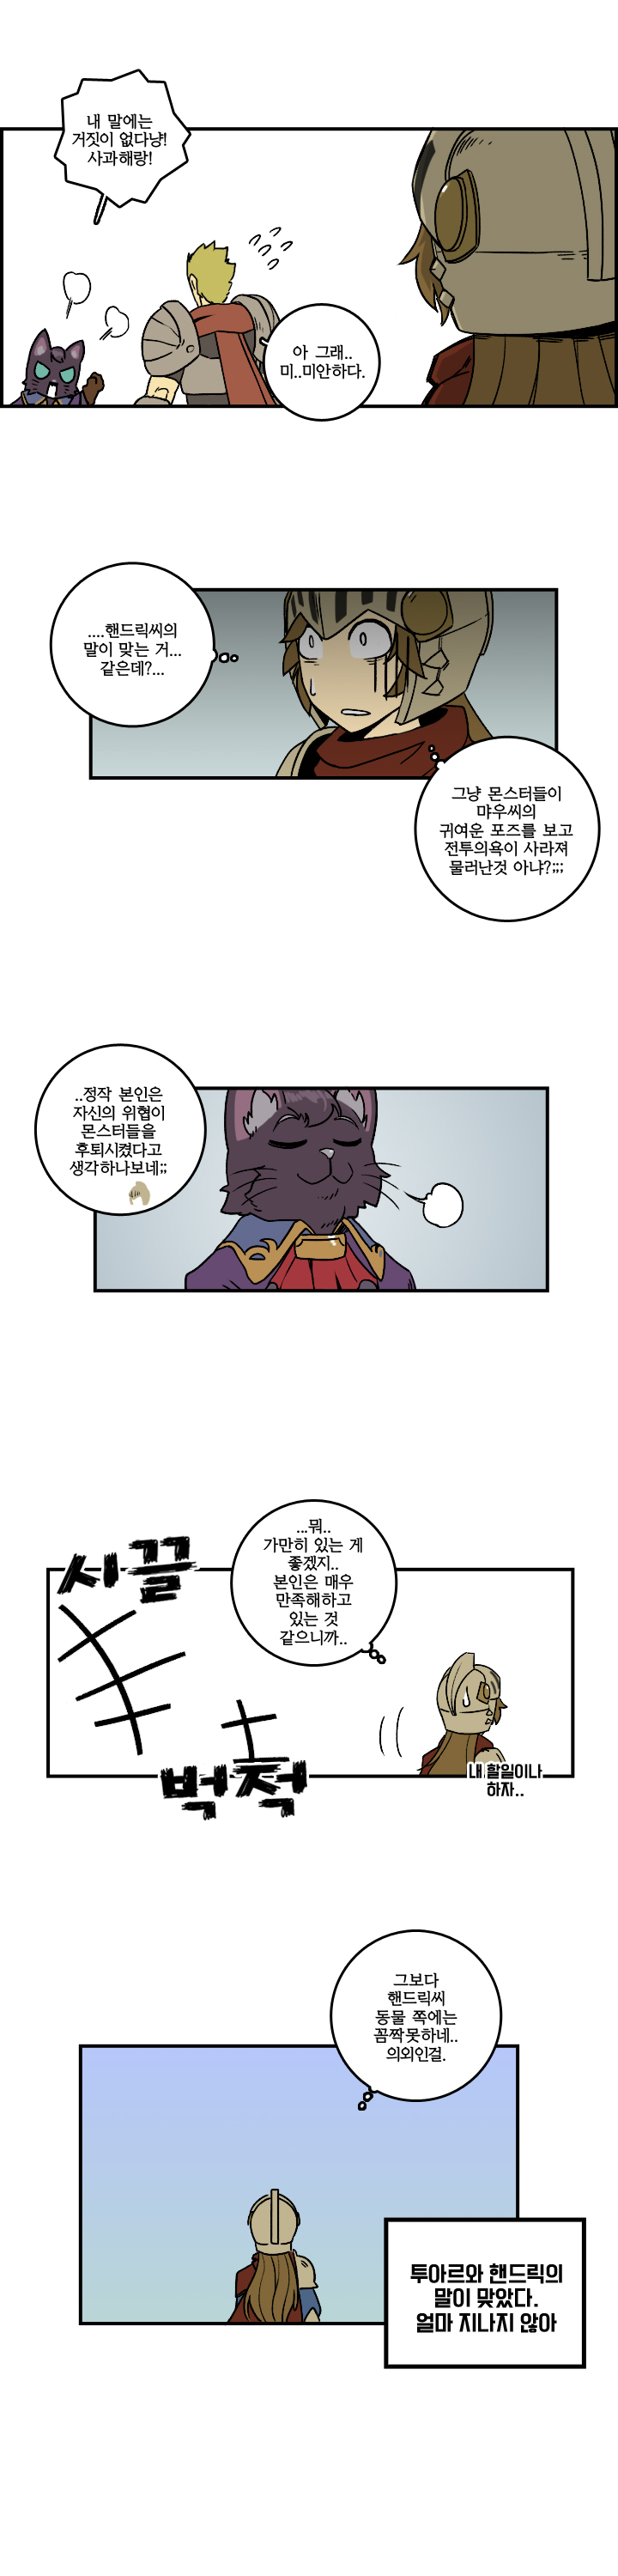 내 말에는
거짓이 없다냥!
사과해랑!
아 그래..
미..미안하다.
....핸드릭씨의
말이 맞는 거...
같은데?...
그냥 몬스터들이
먀우씨의
귀여운 포즈를 보고
전투의욕이 사라져
물러난것 아냐?;;;
..정작 본인은
자신의 위협이
몬스터들을
후퇴시켰다고
생각하나보네;;
시끌
...뭐..
가만히 있는 게
좋겠지..
본인은 매우
만족해하고
있는 것
같으니까..
벅적
내 할일이나
하자..
그보다
핸드릭씨
동물 쪽에는
꼼짝못하네..
의외인걸.
투아르와 핸드릭의
말이 맞았다.
얼마 지나지 않아